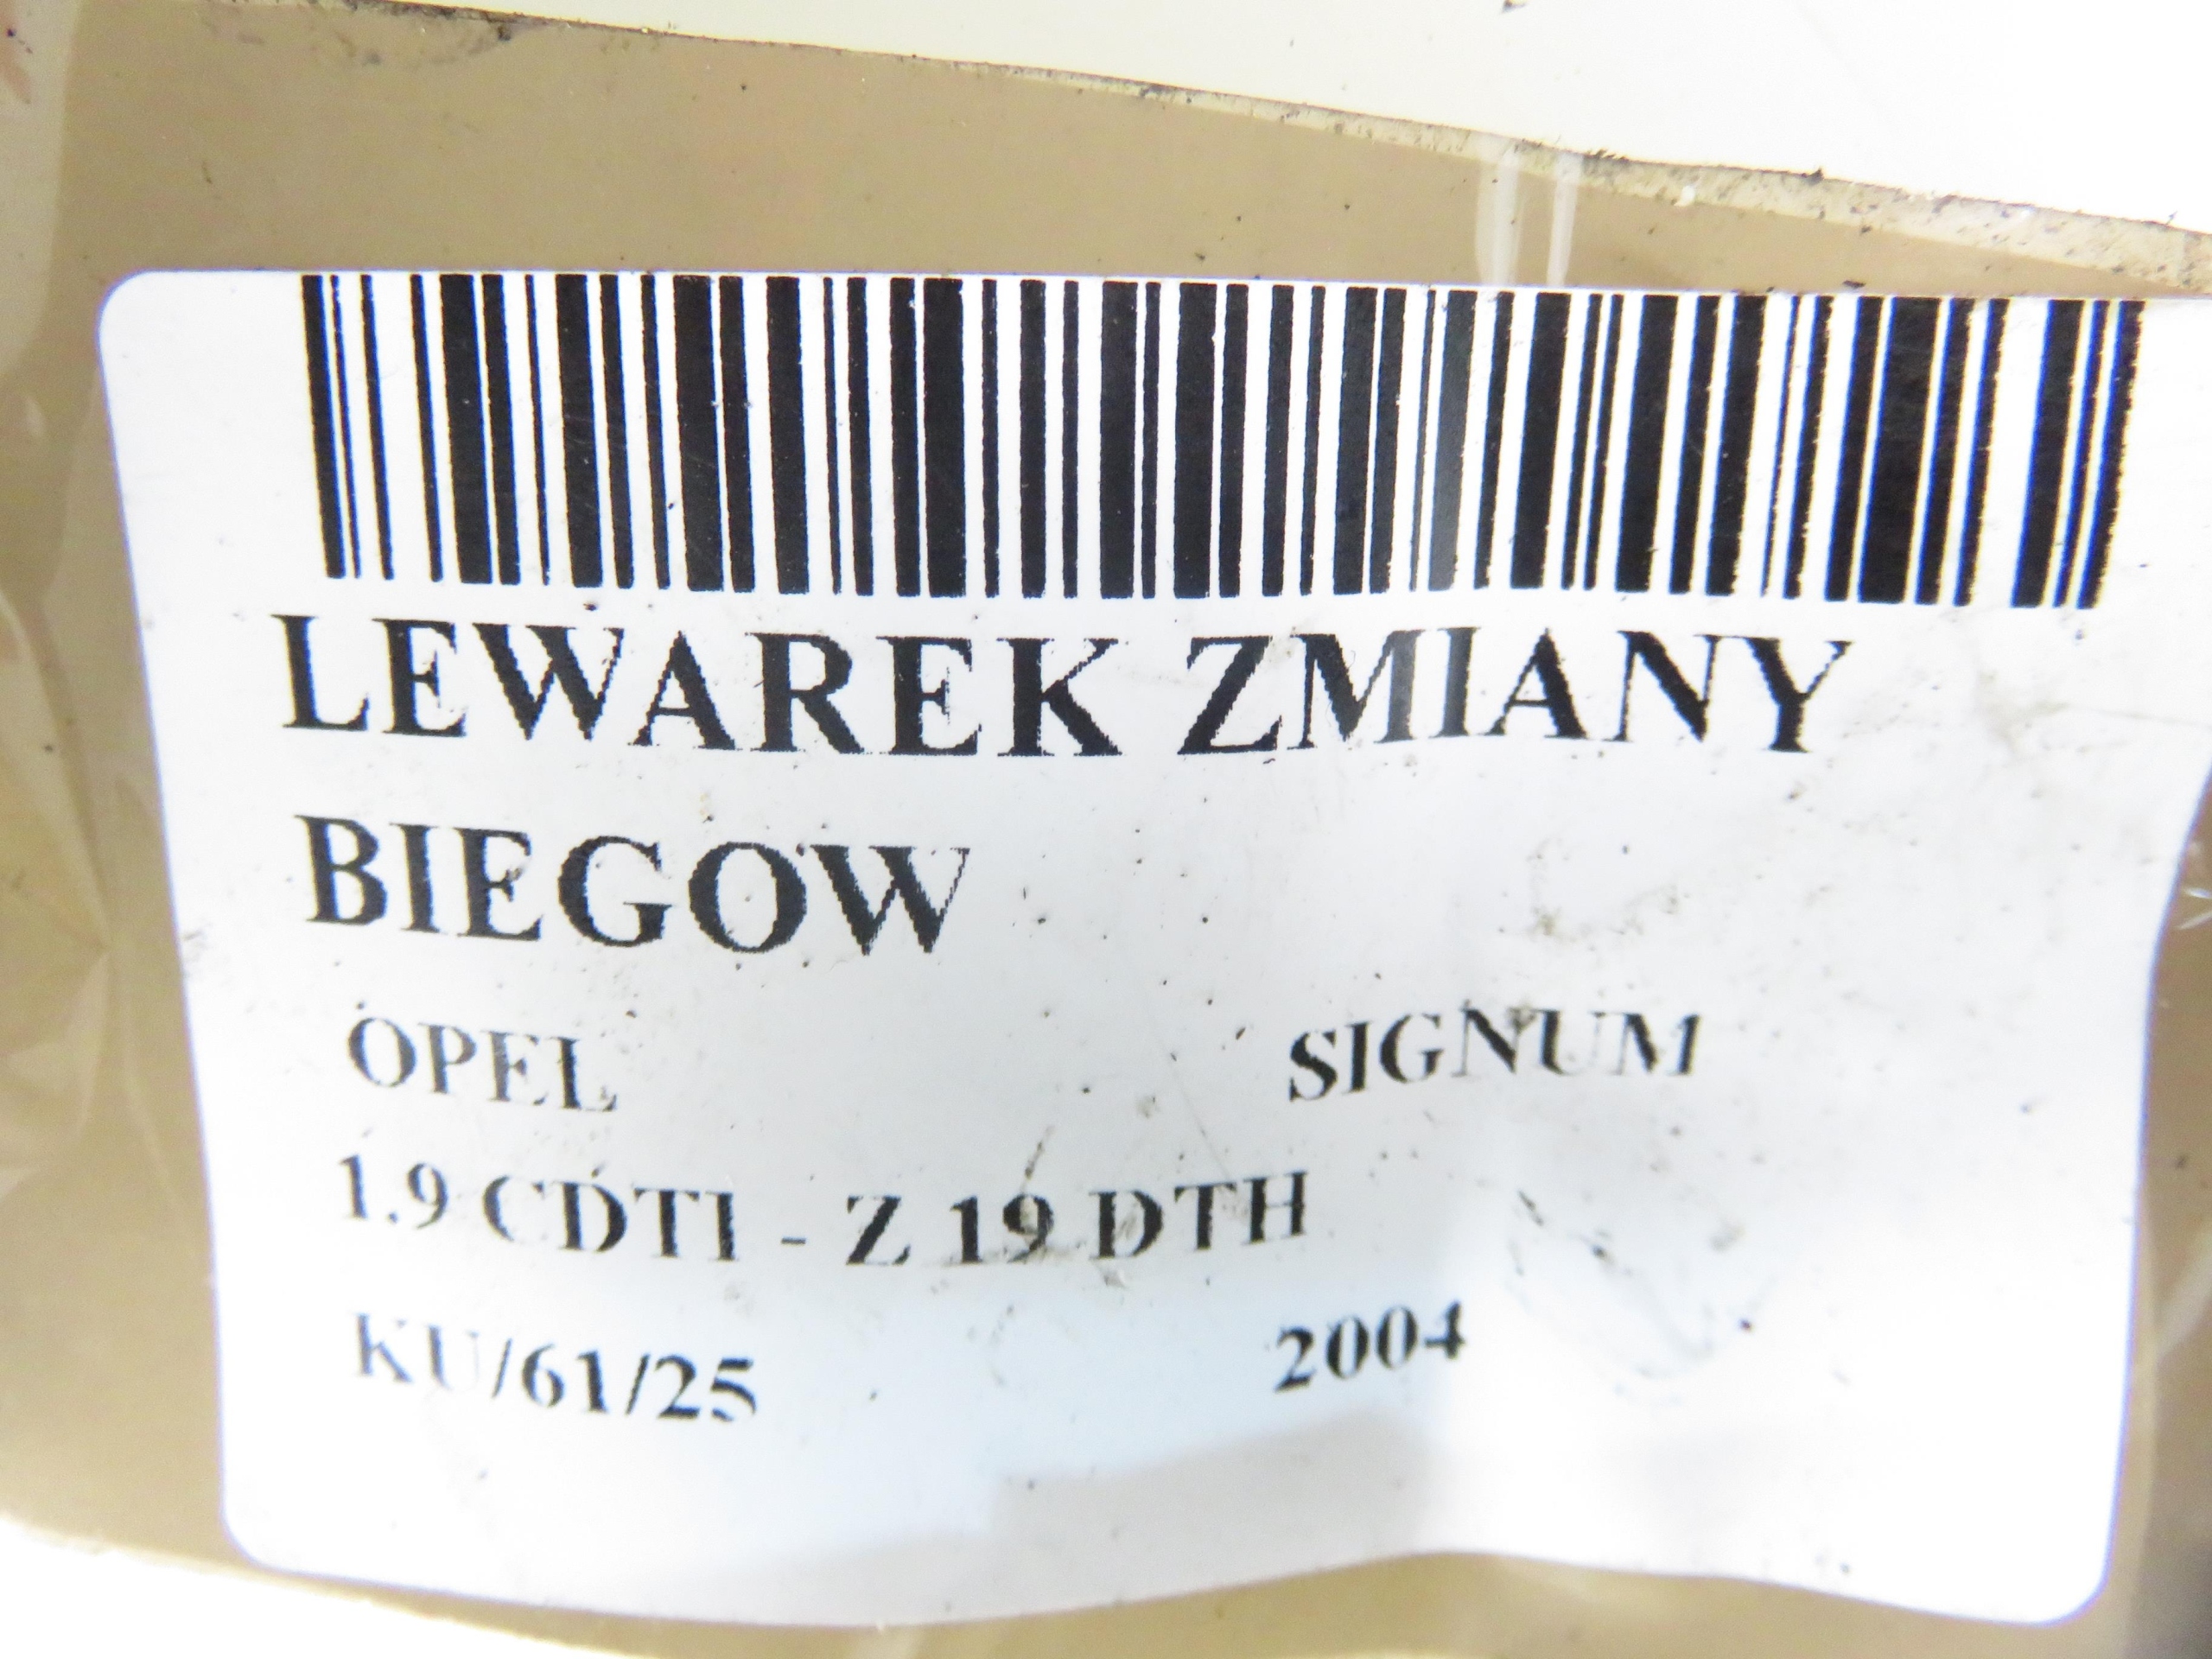 LEWAREK ZMIANY
BIEGOW
OPEL SIGNUM
1.9 CDTI - Z 19 DTH
KU/61/25 2004